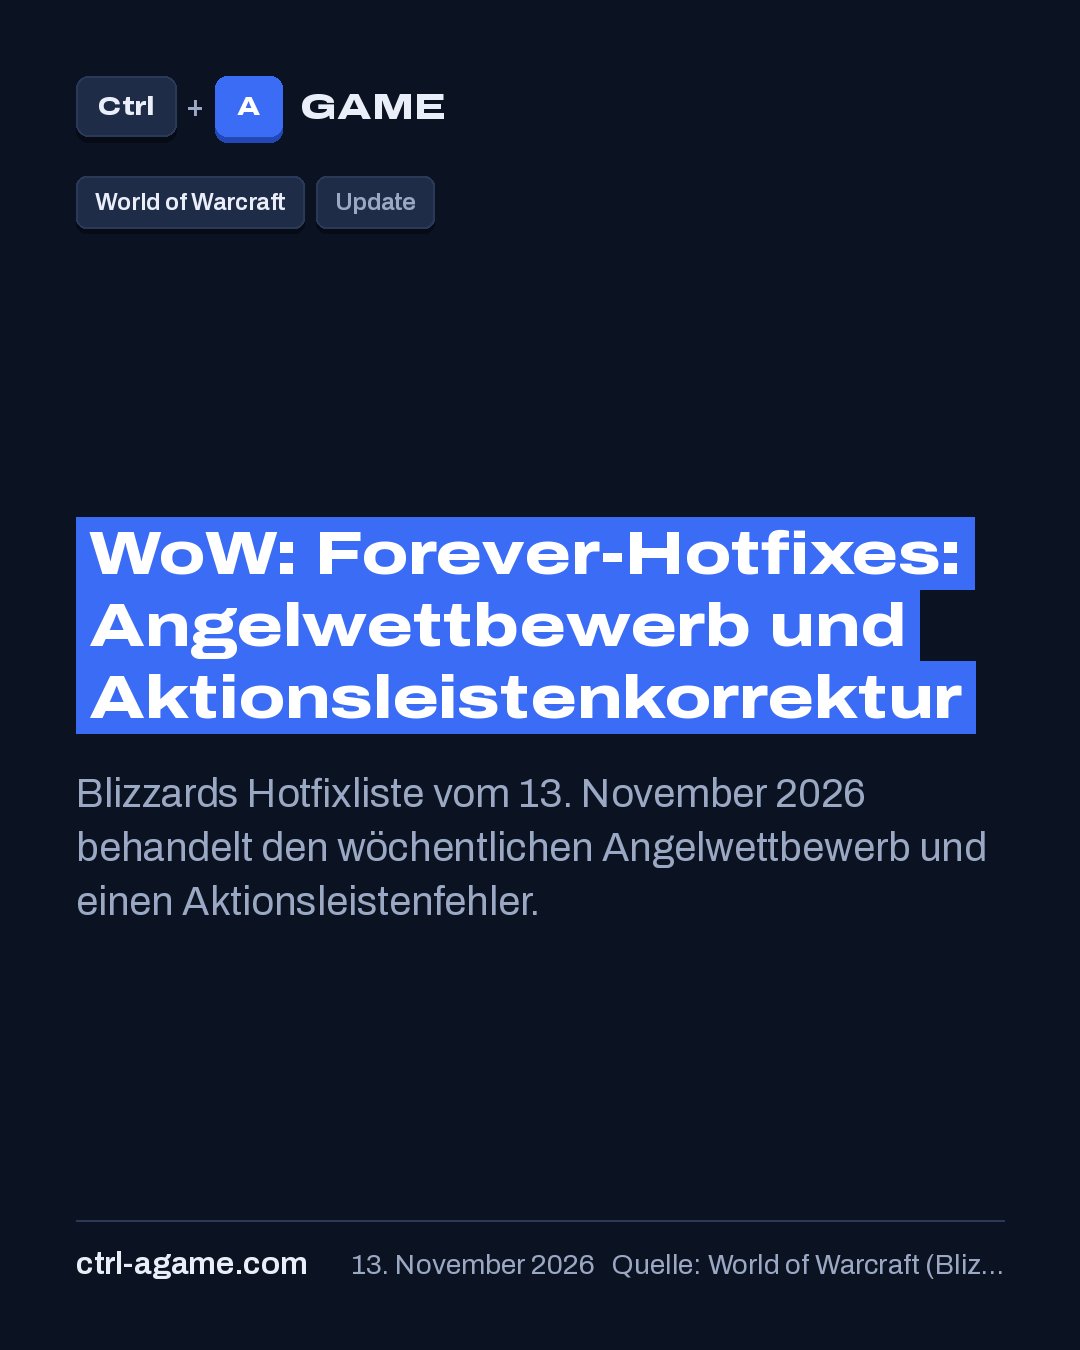 Ctrl + A GAME
World of Warcraft Update
WoW: Forever-Hotfixes:
Angelwettbewerb und
Aktionsleistenkorrektur
Blizzards Hotfixliste vom 13. November 2026
behandelt den wöchentlichen Angelwettbewerb und
einen Aktionsleistenfehler.
ctrl-agame.com 13. November 2026 Quelle: World of Warcraft (Bliz...